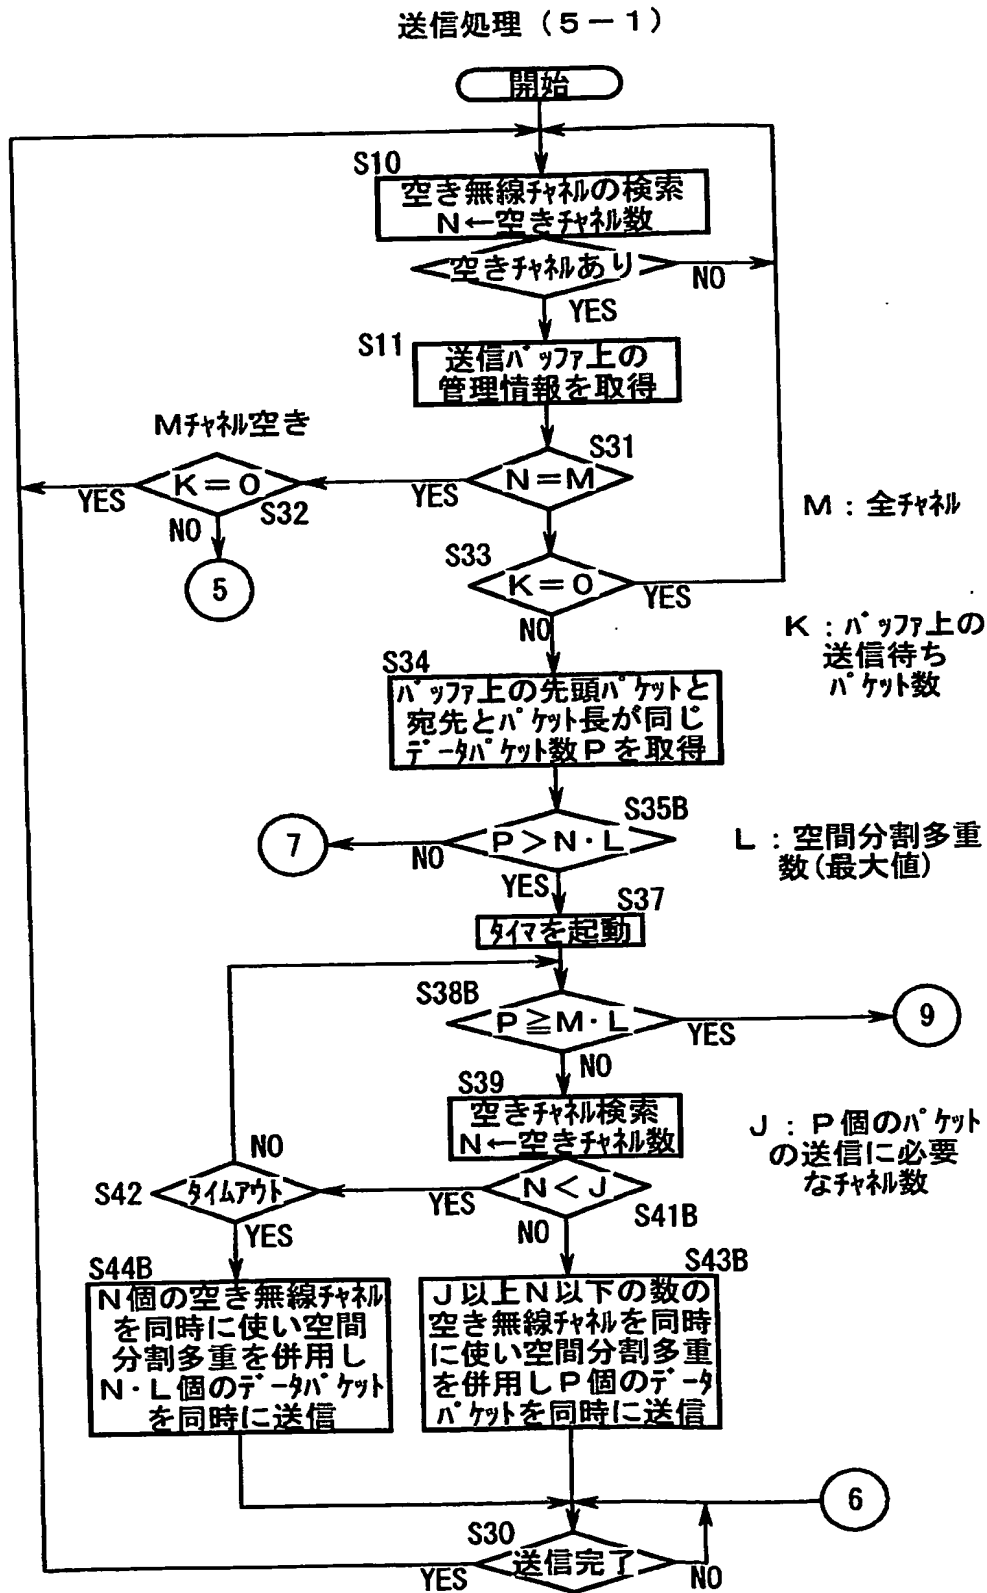 送信処理（５－１）
開始
S10
空き無線ﾁｬﾈﾙの検索
N←空きﾁｬﾈﾙ数
空きﾁｬﾈﾙあり
NO
YES
S11
送信ﾊﾞｯﾌｧ上の
管理情報を取得
Mﾁｬﾈﾙ空き
S31
N＝M
YES
K＝O
YES
S32
NO
5
M：全ﾁｬﾈﾙ
S33
K＝O
YES
NO
K：ﾊﾞｯﾌｧ上の
送信待ち
ﾊﾟｹｯﾄ数
S34
ﾊﾞｯﾌｧ上の先頭ﾊﾟｹｯﾄと
宛先とﾊﾟｹｯﾄ長が同じ
ﾃﾞｰﾀﾊﾟｹｯﾄ数Pを取得
S35B
P＞N・L
NO
7
YES
L：空間分割多重
数(最大値)
S37
ﾀｲﾏを起動
S38B
P≧M・L
YES
9
NO
S39
空きﾁｬﾈﾙ検索
N←空きﾁｬﾈﾙ数
J：P個のﾊﾟｹｯﾄ
の送信に必要
なﾁｬﾈﾙ数
NO
S42
ﾀｲﾑｱｳﾄ
YES
N＜J
S41B
YES
NO
S44B
N個の空き無線ﾁｬﾈﾙ
を同時に使い空間
分割多重を併用し
N・L個のﾃﾞｰﾀﾊﾟｹｯﾄ
を同時に送信
S43B
J以上N以下の数の
空き無線ﾁｬﾈﾙを同時
に使い空間分割多重
を併用しP個のﾃﾞｰﾀ
ﾊﾟｹｯﾄを同時に送信
6
S30
送信完了
YES
NO